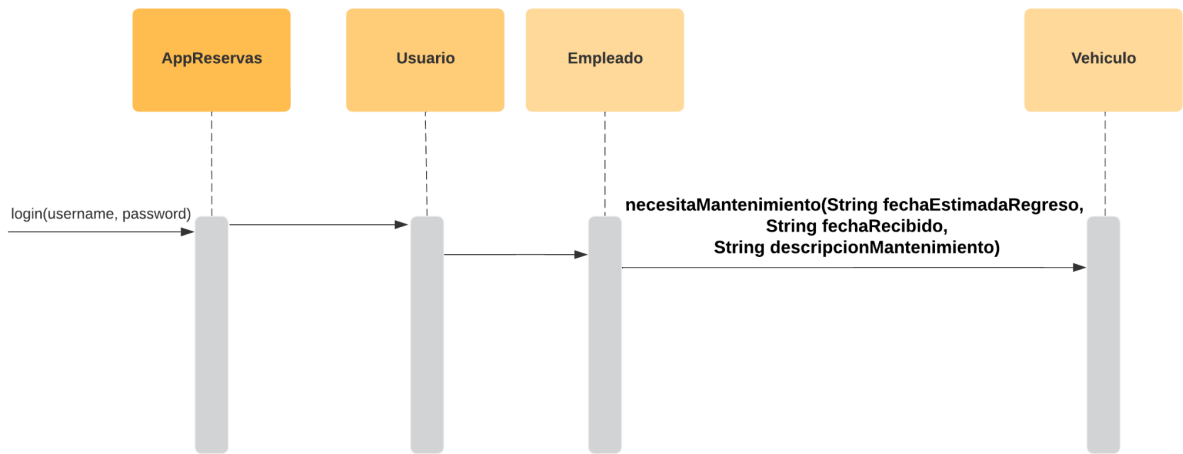 AppReservas
Usuario
Empleado
Vehiculo
login(username, password)
necesitaMantenimiento(String fechaEstimadaRegreso,
String fechaRecibido,
String descripcionMantenimiento)